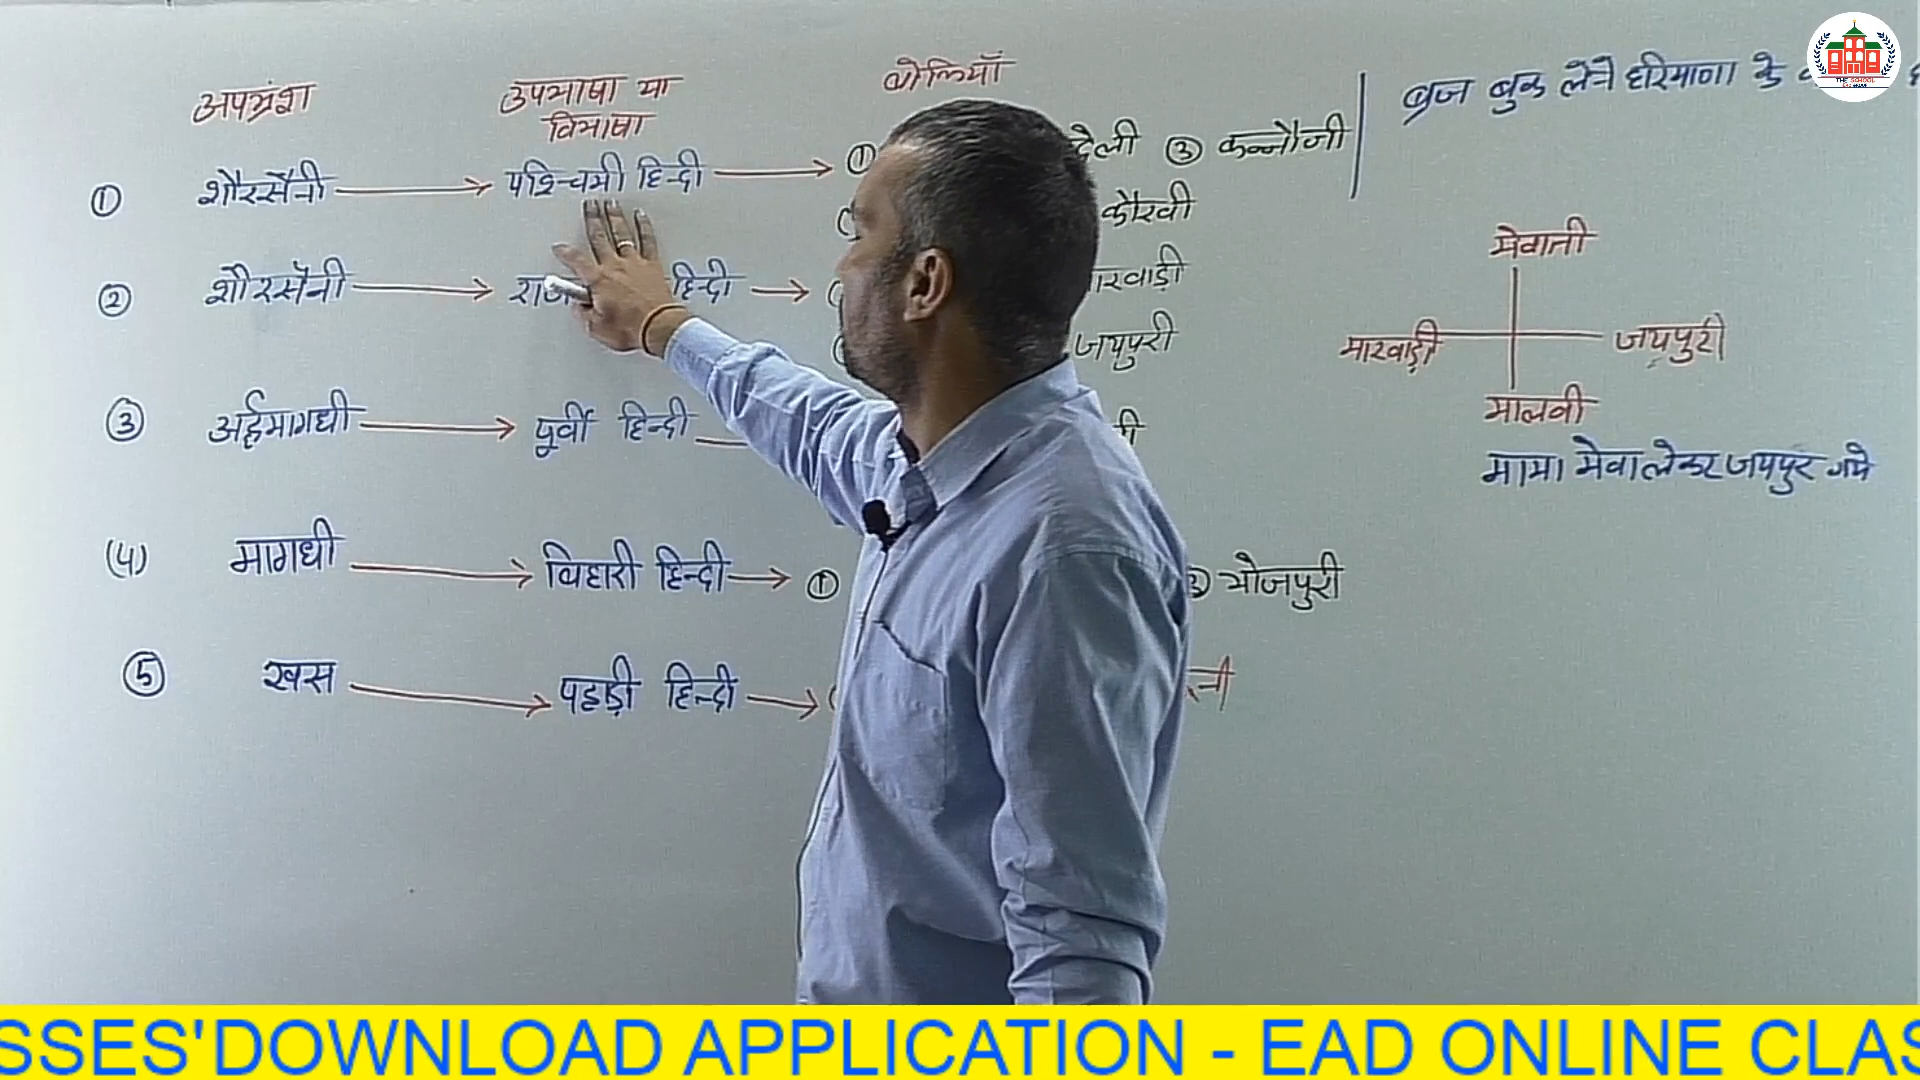 अपभ्रंश उपभाषा या विभाषा बोलियाँ
① शौरसैनी → पश्चिमी हिन्दी → ① देली ③ कन्नौजी
कौरवी
② शौरसैनी → हिन्दी → मारवाड़ी
जयपुरी
③ अर्द्धमागधी → पूर्वी हिन्दी
(4) मागधी → बिहारी हिन्दी → ① ③ भोजपुरी
⑤ खस → पहाड़ी हिन्दी →
ब्रज बुक लेने हरियाणा के
मेवाती
मारवाड़ी जयपुरी
मालवी
मामा मेवा लेकर जयपुर गये
THE SCHOOL
SSES'DOWNLOAD APPLICATION - EAD ONLINE CLAS